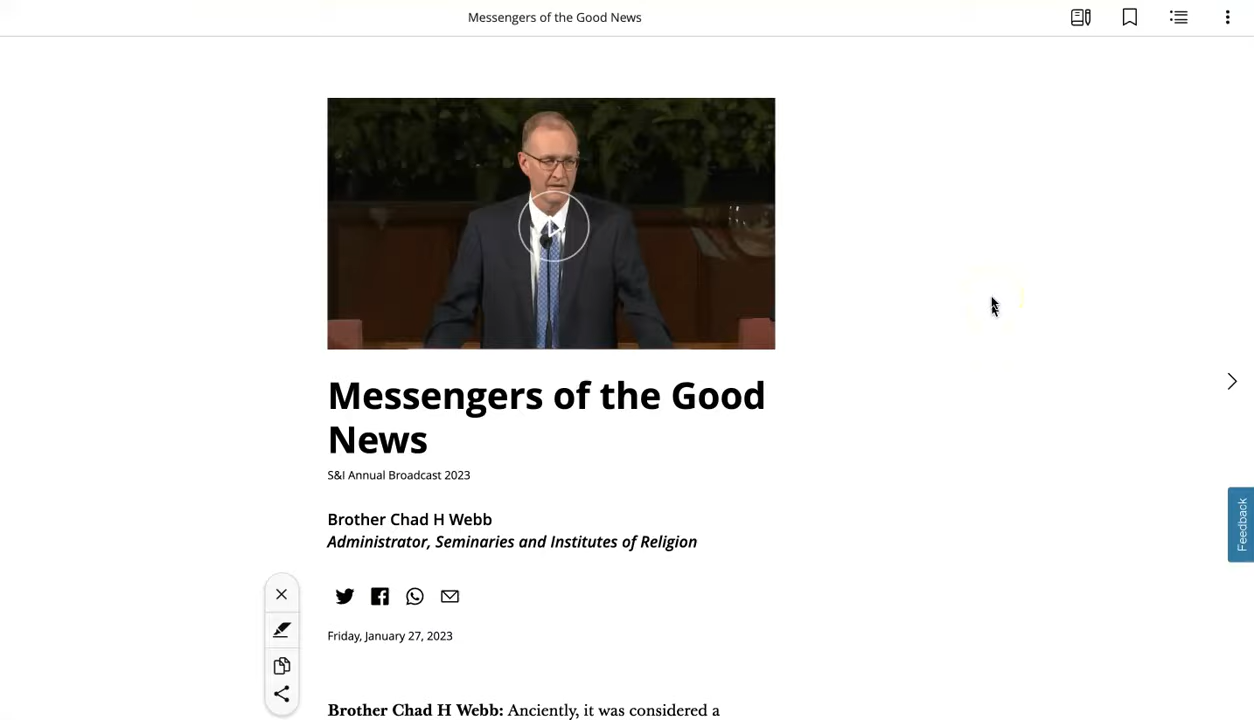 Messengers of the Good News
Messengers of the Good
News
S&I Annual Broadcast 2023
Brother Chad H Webb
Administrator, Seminaries and Institutes of Religion
Feedback
Friday, January 27, 2023
Brother Chad H Webb: Anciently, it was considered a